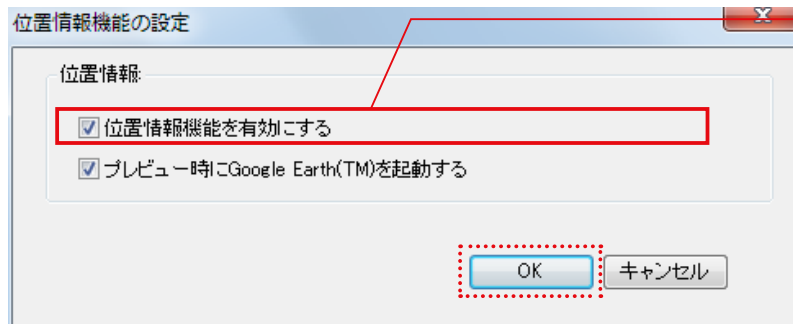 位置情報機能の設定
位置情報:
位置情報機能を有効にする
プレビュー時にGoogle Earth(TM)を起動する
OK
キャンセル